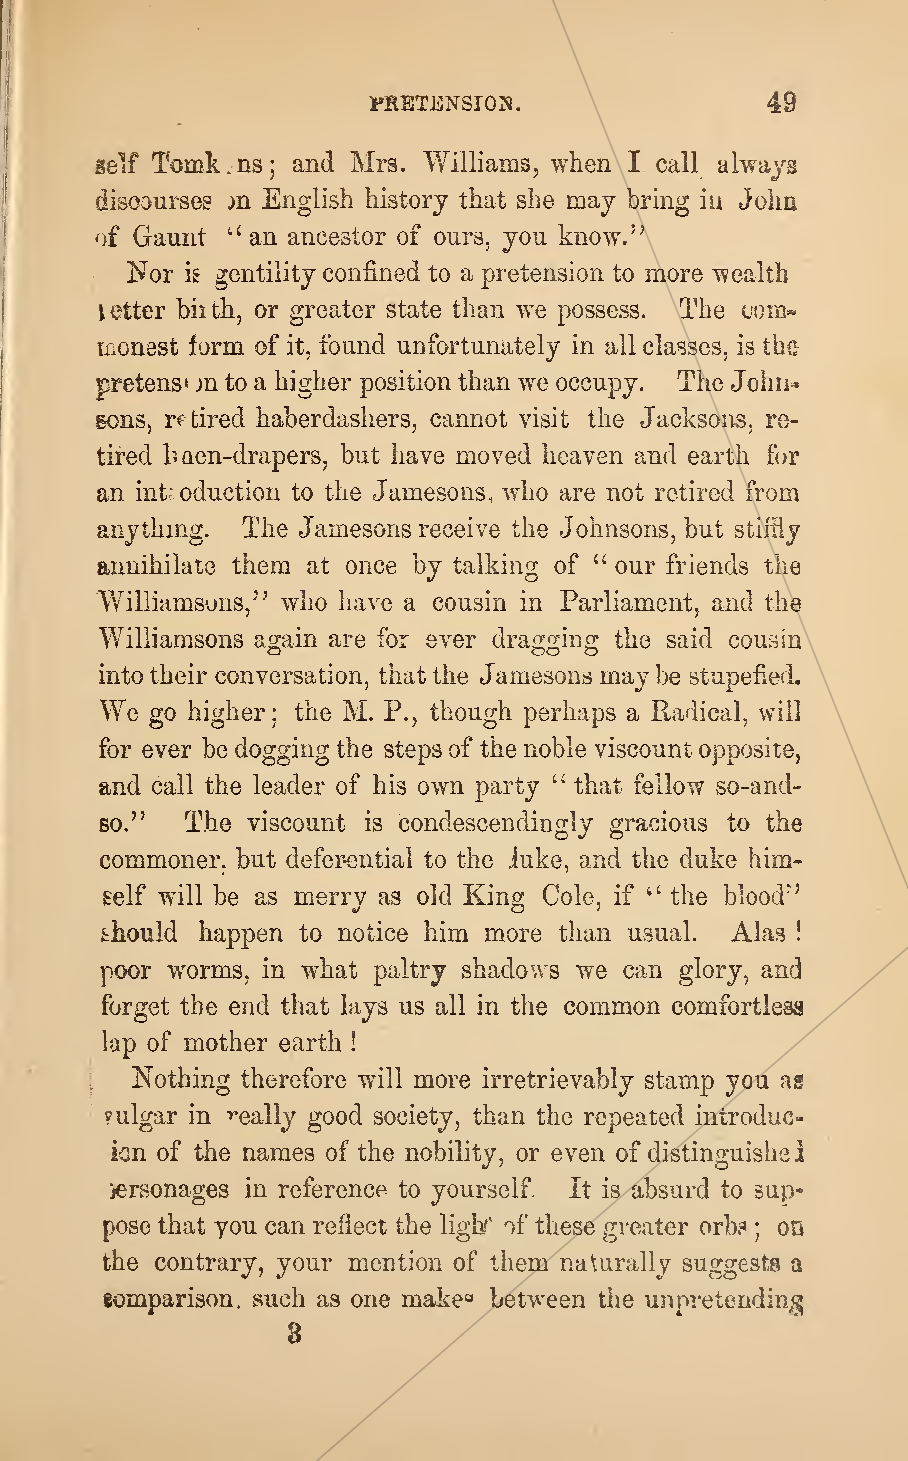 PRETENSION. 49
self Tomkins; and Mrs. Williams, when I call always
discourses on English history that she may bring in John
of Gaunt “an ancestor of ours, you know.”
Nor is gentility confined to a pretension to more wealth
better birth, or greater state than we possess. The com-
monest form of it, found unfortunately in all classes, is the
pretension to a higher position than we occupy. The John-
sons, retired haberdashers, cannot visit the Jacksons, re-
tired linen-drapers, but have moved heaven and earth for
an introduction to the Jamesons, who are not retired from
anything. The Jamesons receive the Johnsons, but stiffly
annihilate them at once by talking of “our friends the
Williamsons,” who have a cousin in Parliament, and the
Williamsons again are for ever dragging the said cousin
into their conversation, that the Jamesons may be stupefied.
We go higher; the M. P., though perhaps a Radical, will
for ever be dogging the steps of the noble viscount opposite,
and call the leader of his own party “that fellow so-and-
so.” The viscount is condescendingly gracious to the
commoner, but deferential to the duke, and the duke him-
self will be as merry as old King Cole, if “the blood”
should happen to notice him more than usual. Alas!
poor worms, in what paltry shadows we can glory, and
forget the end that lays us all in the common comfortless
lap of mother earth!
Nothing therefore will more irretrievably stamp you as
vulgar in really good society, than the repeated introduc-
ion of the names of the nobility, or even of distinguished
personages in reference to yourself. It is absurd to sup-
pose that you can reflect the light of these greater orbs; on
the contrary, your mention of them naturally suggests a
comparison, such as one makes between the unpretending
3